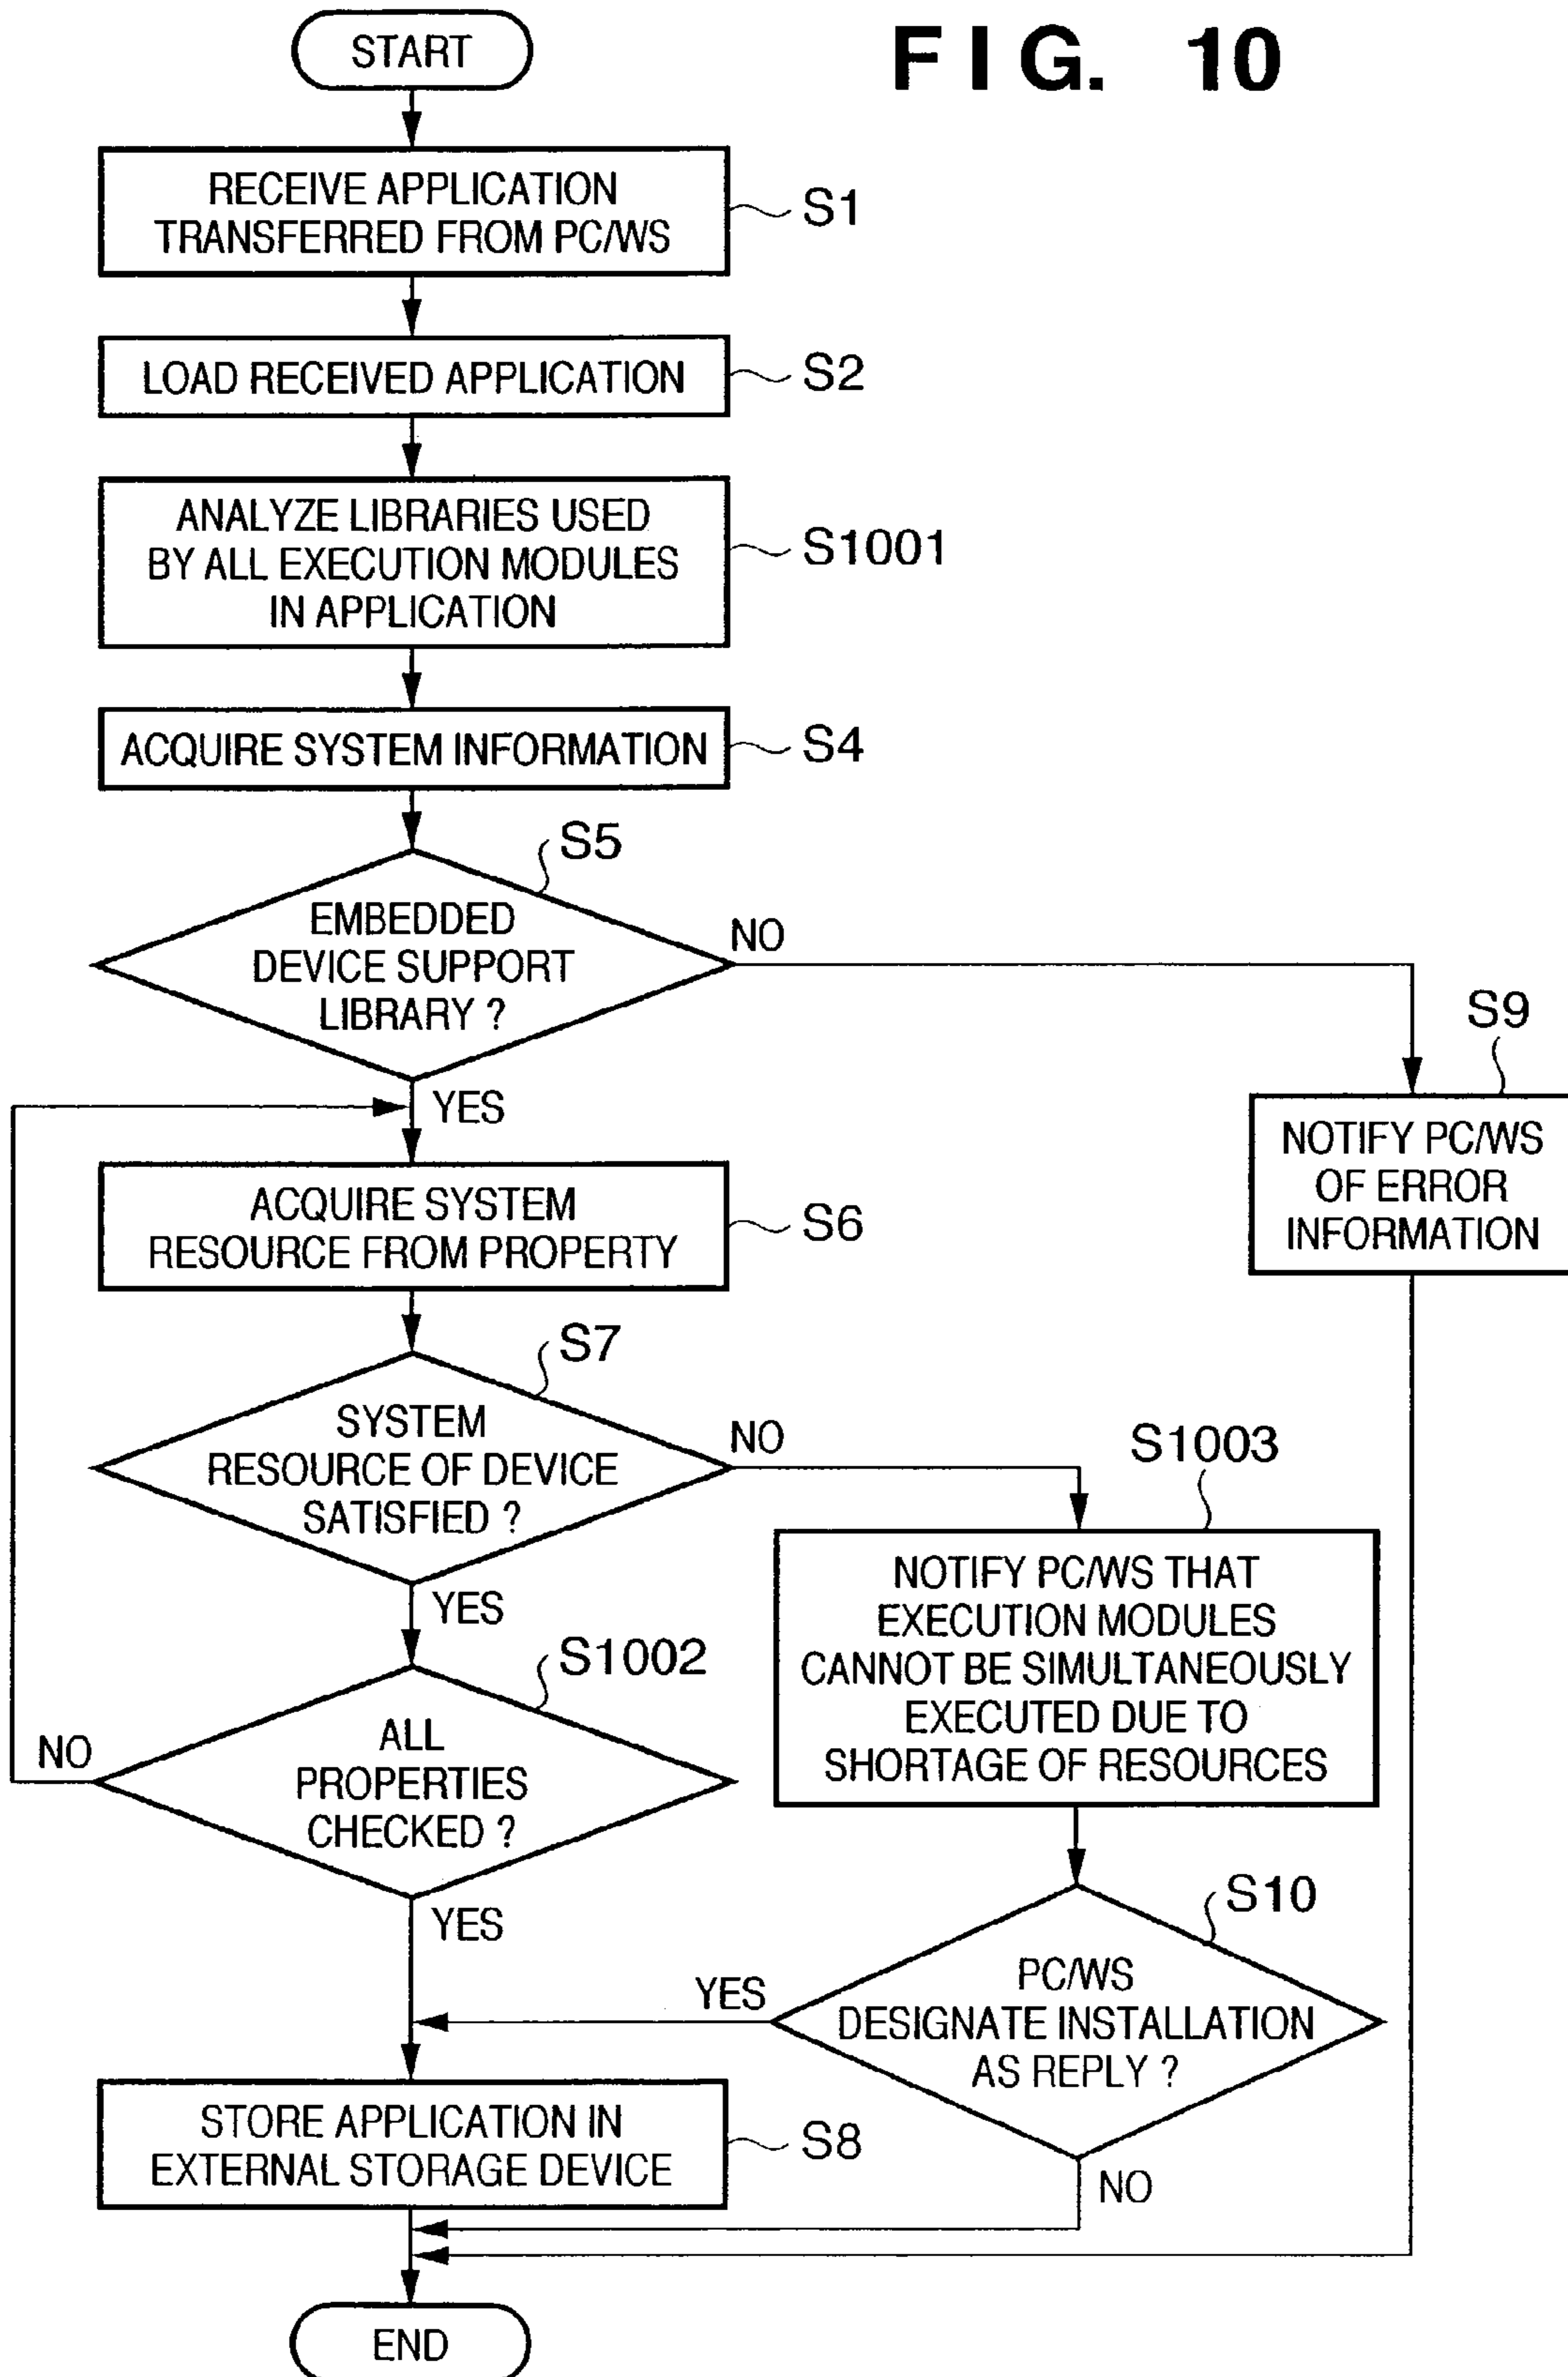 FIG. 10
START
RECEIVE APPLICATION
TRANSFERRED FROM PC/WS
S1
LOAD RECEIVED APPLICATION
S2
ANALYZE LIBRARIES USED
BY ALL EXECUTION MODULES
IN APPLICATION
S1001
ACQUIRE SYSTEM INFORMATION
S4
S5
EMBEDDED
DEVICE SUPPORT
LIBRARY ?
NO
YES
S9
NOTIFY PC/WS
OF ERROR
INFORMATION
ACQUIRE SYSTEM
RESOURCE FROM PROPERTY
S6
S7
SYSTEM
RESOURCE OF DEVICE
SATISFIED ?
NO
YES
S1003
NOTIFY PC/WS THAT
EXECUTION MODULES
CANNOT BE SIMULTANEOUSLY
EXECUTED DUE TO
SHORTAGE OF RESOURCES
S1002
ALL
PROPERTIES
CHECKED ?
NO
YES
S10
PC/WS
DESIGNATE INSTALLATION
AS REPLY ?
YES
NO
STORE APPLICATION IN
EXTERNAL STORAGE DEVICE
S8
END